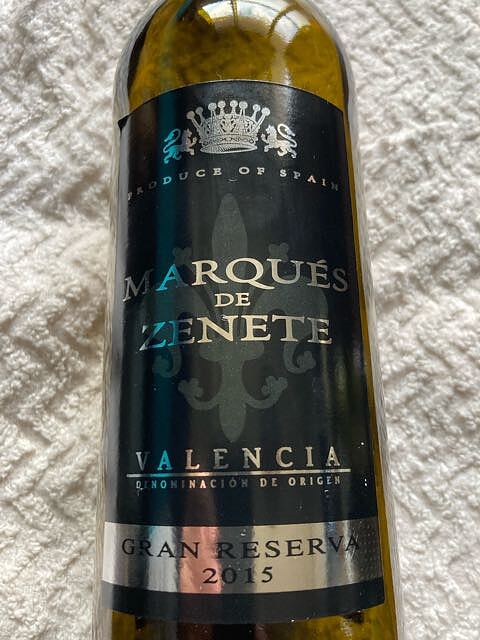 PRODUCE OF SPAIN
MARQUÉS
DE
ZENETE
VALENCIA
DENOMINACIÓN DE ORIGEN
GRAN RESERVA
2015